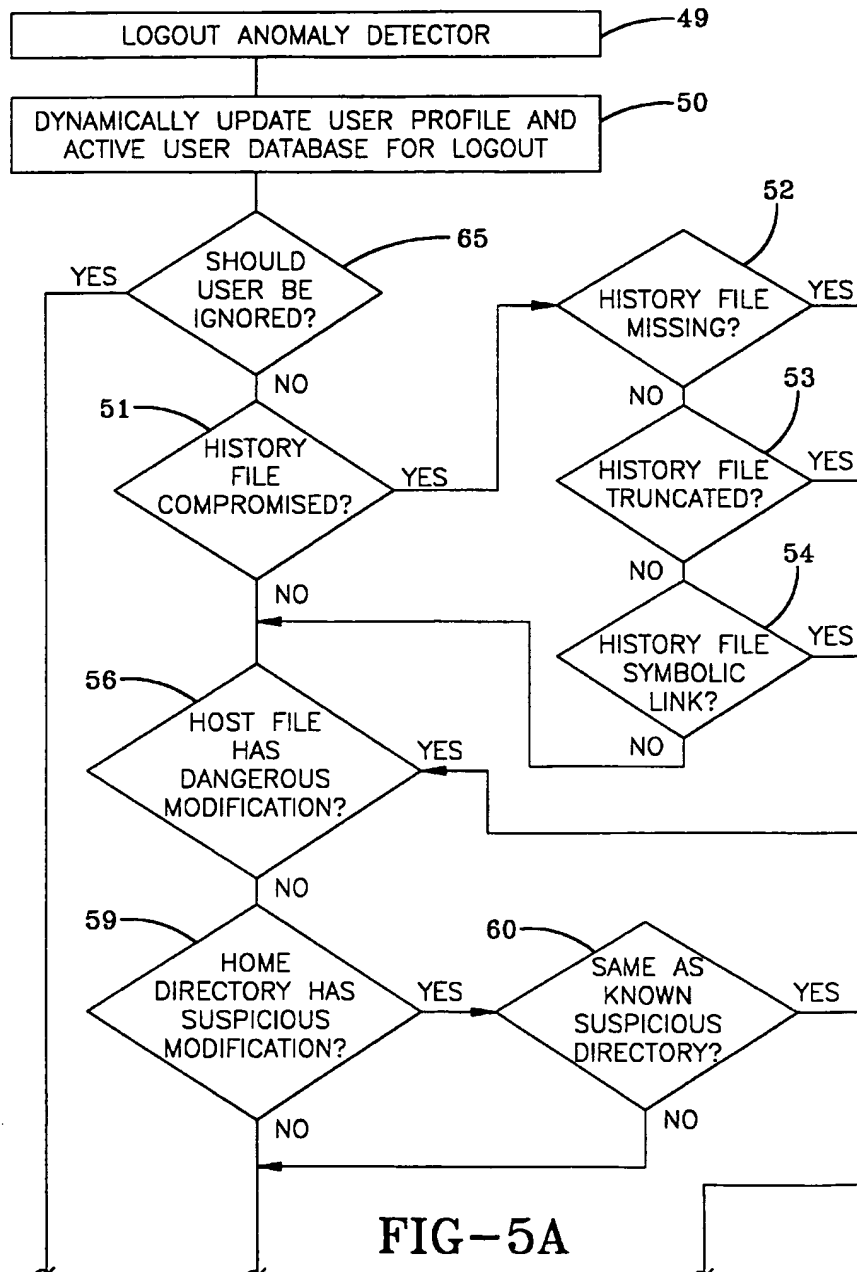 LOGOUT ANOMALY DETECTOR
49
DYNAMICALLY UPDATE USER PROFILE AND
ACTIVE USER DATABASE FOR LOGOUT
50
SHOULD
USER BE
IGNORED?
65
YES
NO
51
HISTORY
FILE
COMPROMISED?
YES
NO
52
HISTORY FILE
MISSING?
YES
NO
53
HISTORY FILE
TRUNCATED?
YES
NO
54
HISTORY FILE
SYMBOLIC
LINK?
YES
NO
56
HOST FILE
HAS
DANGEROUS
MODIFICATION?
YES
NO
59
HOME
DIRECTORY HAS
SUSPICIOUS
MODIFICATION?
YES
NO
60
SAME AS
KNOWN
SUSPICIOUS
DIRECTORY?
YES
NO
FIG-5A